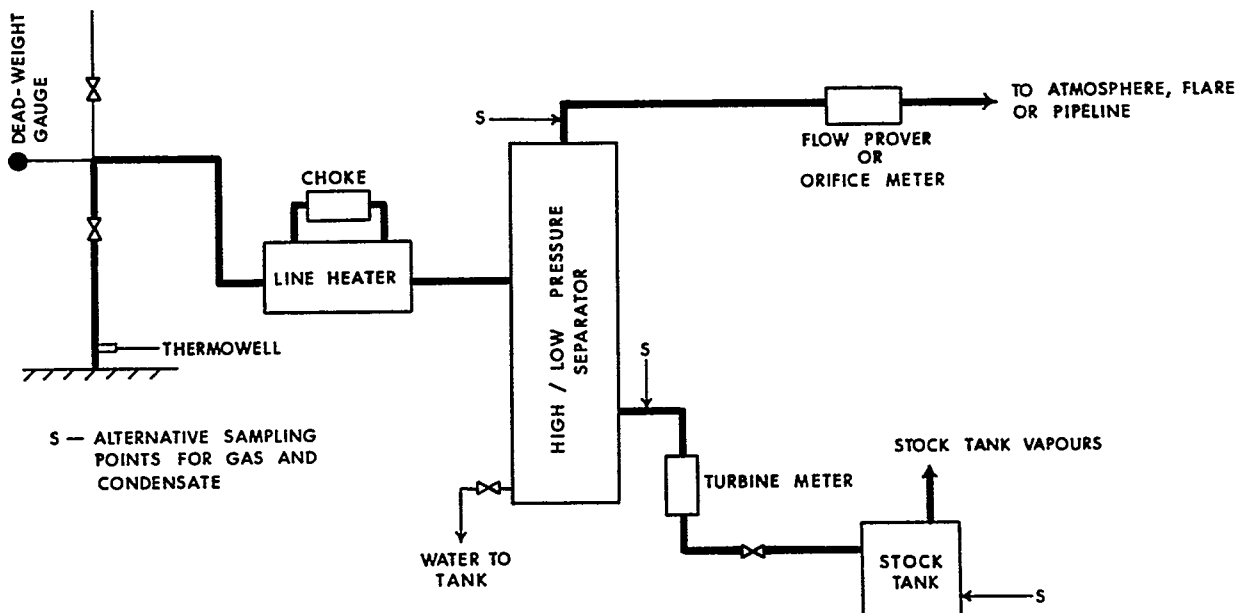 DEAD-WEIGHT
GAUGE
CHOKE
LINE HEATER
THERMOWELL
S — ALTERNATIVE SAMPLING
POINTS FOR GAS AND
CONDENSATE
S
HIGH / LOW PRESSURE
SEPARATOR
FLOW PROVER
OR
ORIFICE METER
TO ATMOSPHERE, FLARE
OR PIPELINE
S
TURBINE METER
WATER TO
TANK
STOCK TANK VAPOURS
STOCK
TANK
S